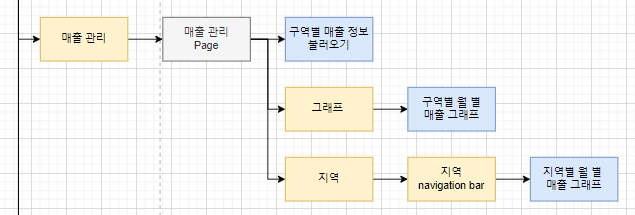 매출 관리
매출 관리
Page
구역별 매출 정보
불러오기
그래프
구역별 월 별
매출 그래프
지역
지역
navigation bar
지역별 월 별
매출 그래프